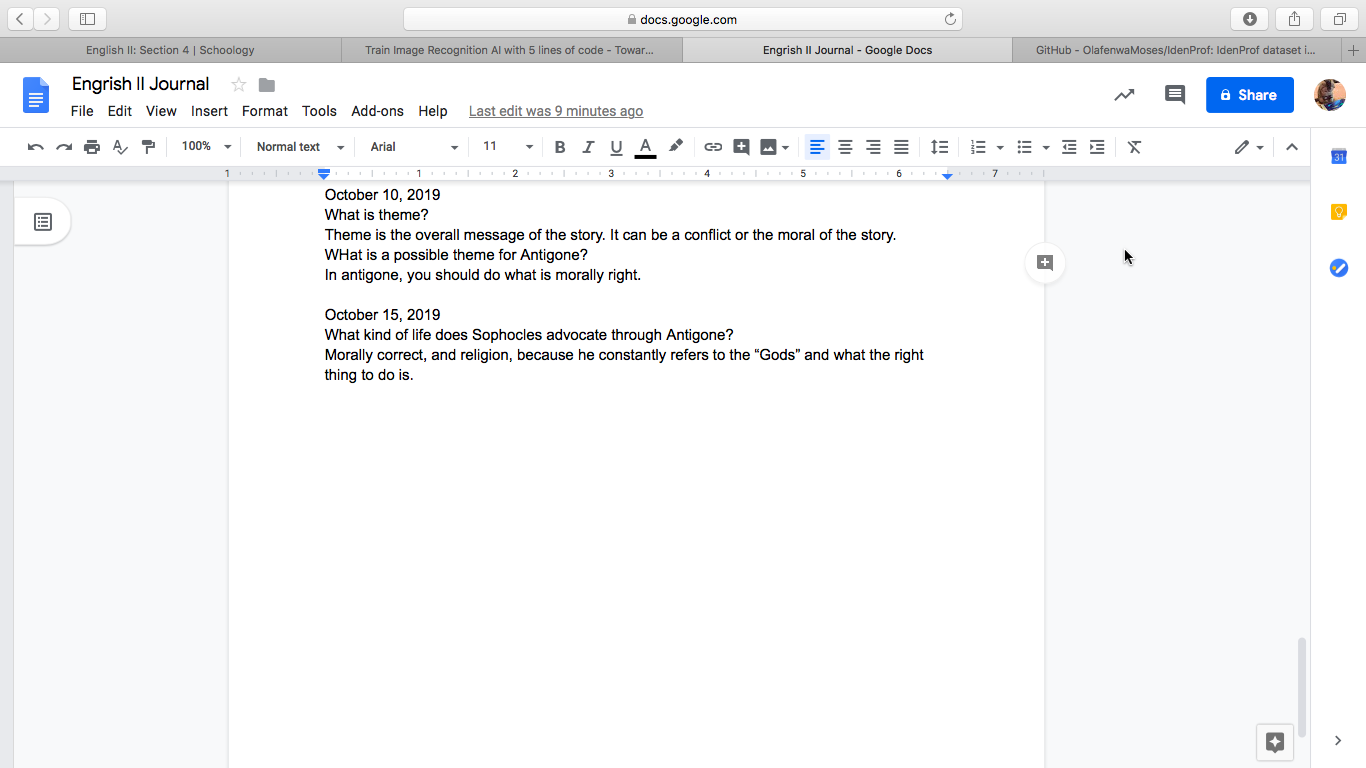 docs.google.com
English II: Section 4 | Schoology
Train Image Recognition AI with 5 lines of code - Towar...
Engrish II Journal - Google Docs
GitHub - OlafenwaMoses/IdenProf: IdenProf dataset i...
Engrish II Journal
File Edit View Insert Format Tools Add-ons Help Last edit was 9 minutes ago
Share
100% Normal text Arial 11 B I U A
31
1 1 2 3 4 5 6 7
October 10, 2019
What is theme?
Theme is the overall message of the story. It can be a conflict or the moral of the story.
WHat is a possible theme for Antigone?
In antigone, you should do what is morally right.
October 15, 2019
What kind of life does Sophocles advocate through Antigone?
Morally correct, and religion, because he constantly refers to the “Gods” and what the right
thing to do is.